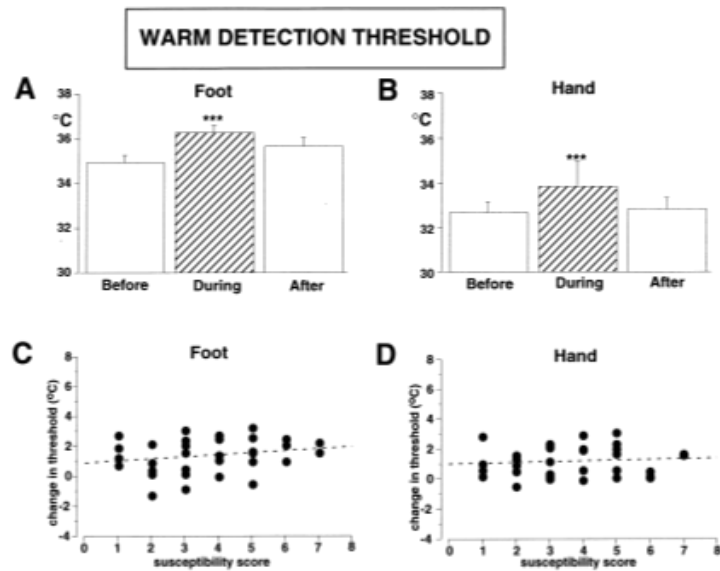 WARM DETECTION THRESHOLD
A
Foot
38
°C
36
34
32
30
***
Before During After
B
Hand
38
°C
36
34
32
30
***
Before During After
C
Foot
change in threshold (°C)
8
6
4
2
0
-2
-4
0 1 2 3 4 5 6 7 8
susceptibility score
D
Hand
change in threshold (°C)
8
6
4
2
0
-2
-4
0 1 2 3 4 5 6 7 8
susceptibility score